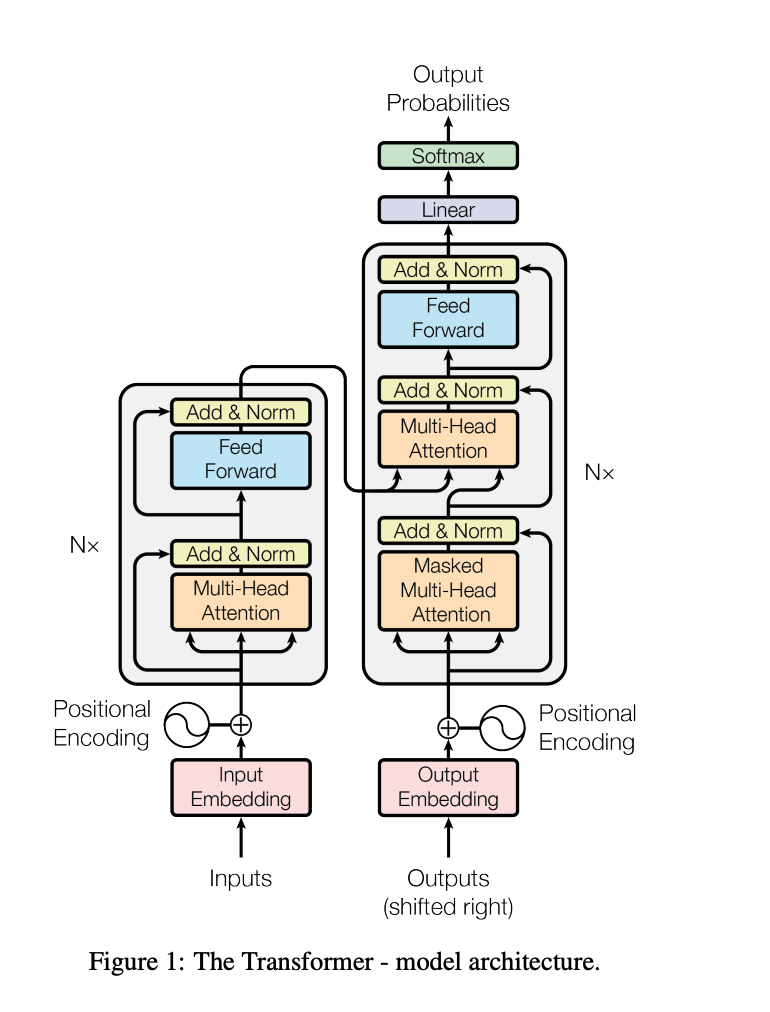 Output
Probabilities
Softmax
Linear
Add & Norm
Feed
Forward
Add & Norm
Multi-Head
Attention
Add & Norm
Masked
Multi-Head
Attention
N×
Add & Norm
Feed
Forward
Add & Norm
Multi-Head
Attention
N×
Positional
Encoding
Positional
Encoding
Input
Embedding
Output
Embedding
Inputs
Outputs
(shifted right)
Figure 1: The Transformer - model architecture.